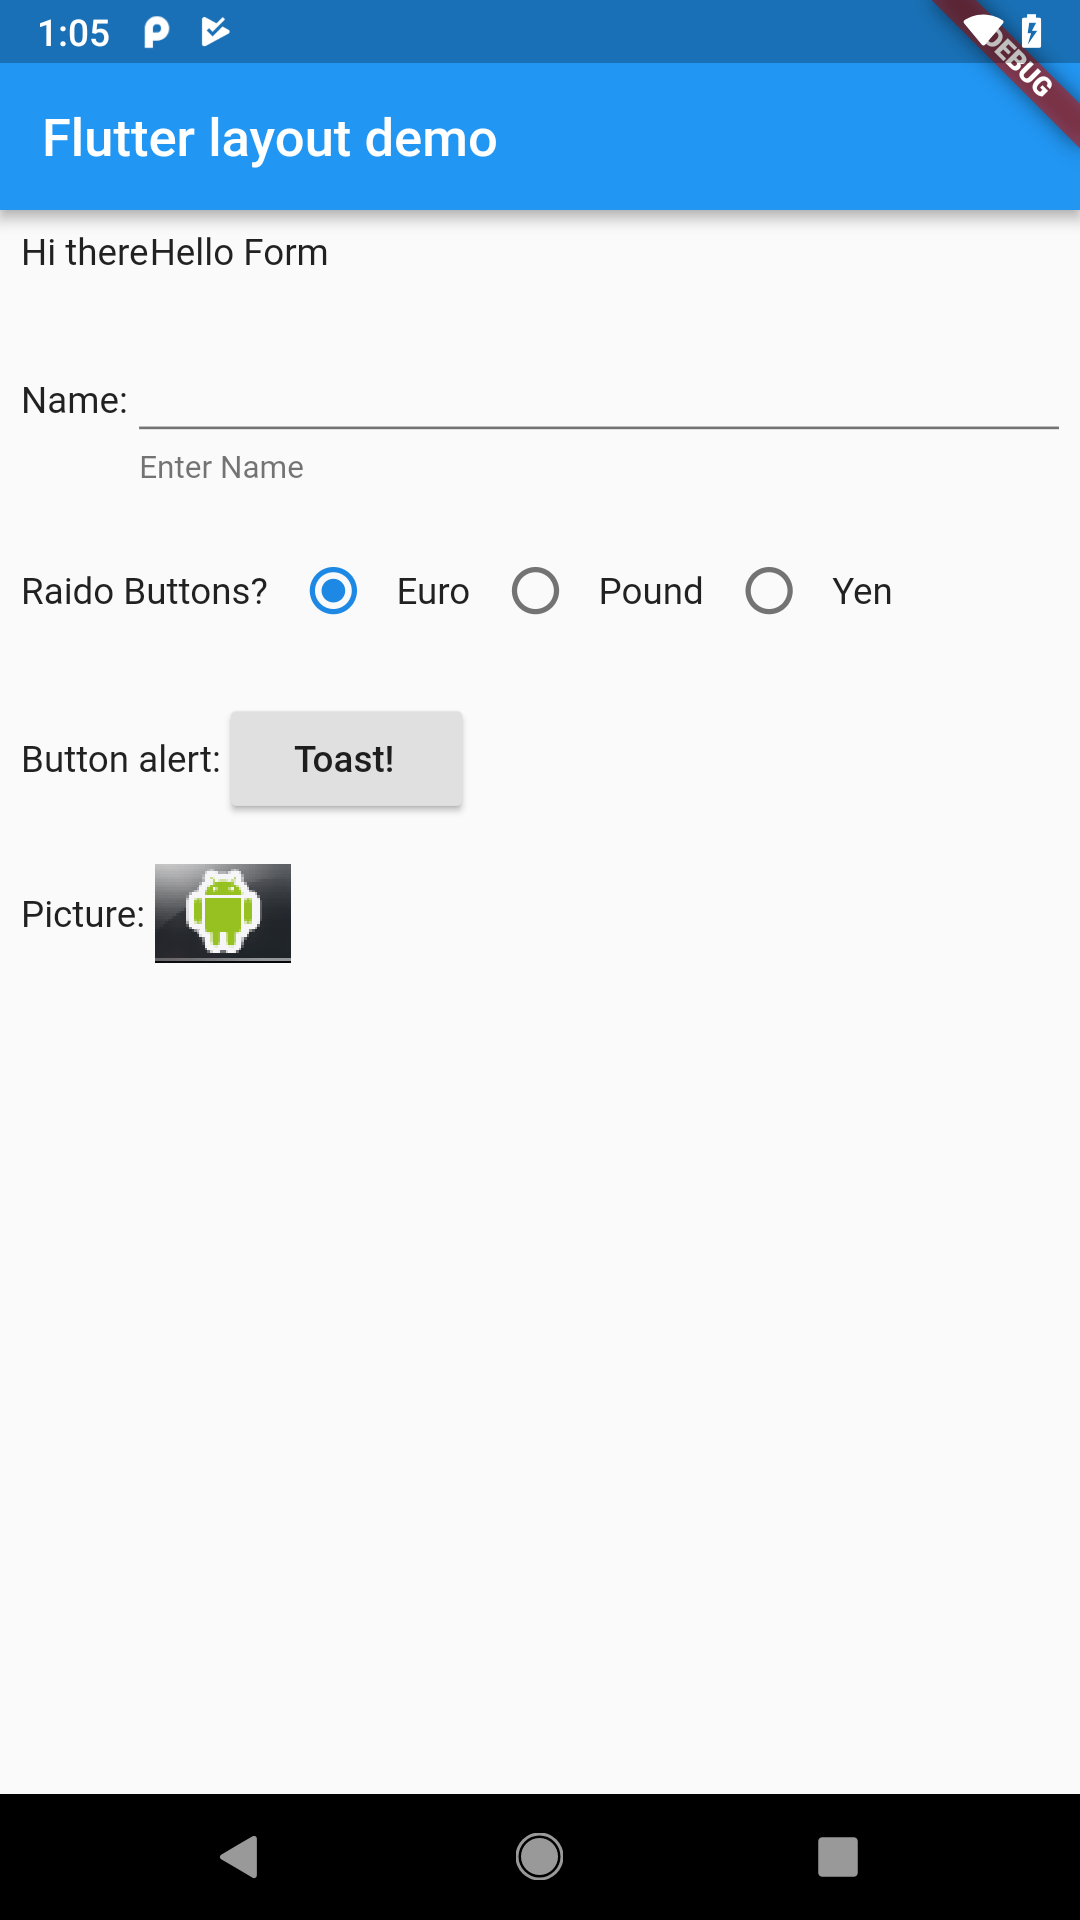 1:05
DEBUG
Flutter layout demo
Hi thereHello Form
Name:
Enter Name
Raido Buttons? Euro Pound Yen
Button alert: Toast!
Picture: